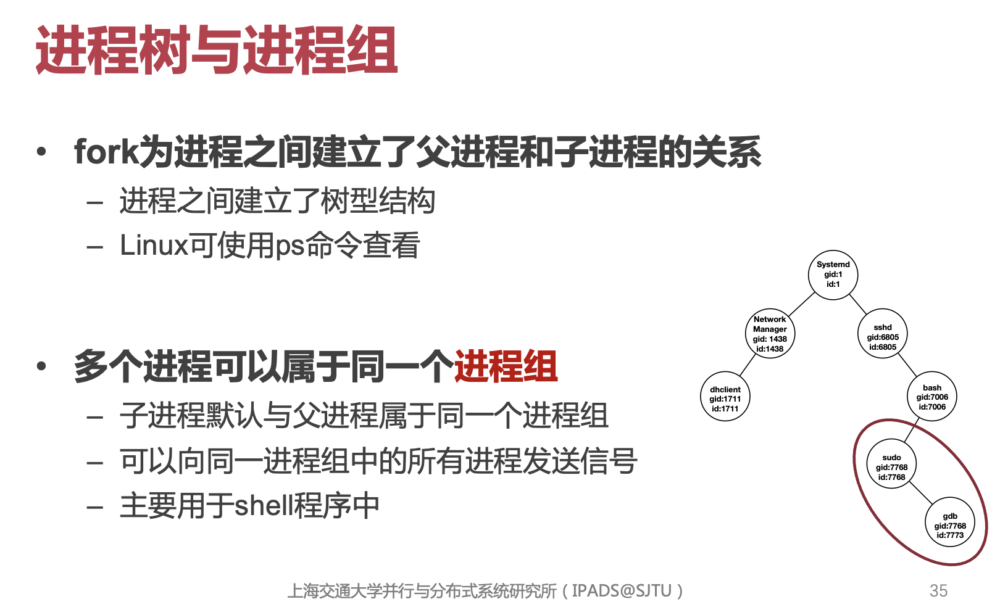 进程树与进程组
• fork为进程之间建立了父进程和子进程的关系
– 进程之间建立了树型结构
– Linux可使用ps命令查看
• 多个进程可以属于同一个进程组
– 子进程默认与父进程属于同一个进程组
– 可以向同一进程组中的所有进程发送信号
– 主要用于shell程序中
Systemd
gid:1
id:1
Network
Manager
gid: 1438
id:1438
sshd
gid:6805
id:6805
dhclient
gid:1711
id:1711
bash
gid:7006
id:7006
sudo
gid:7768
id:7768
gdb
gid:7768
id:7773
上海交通大学并行与分布式系统研究所（IPADS@SJTU）
35